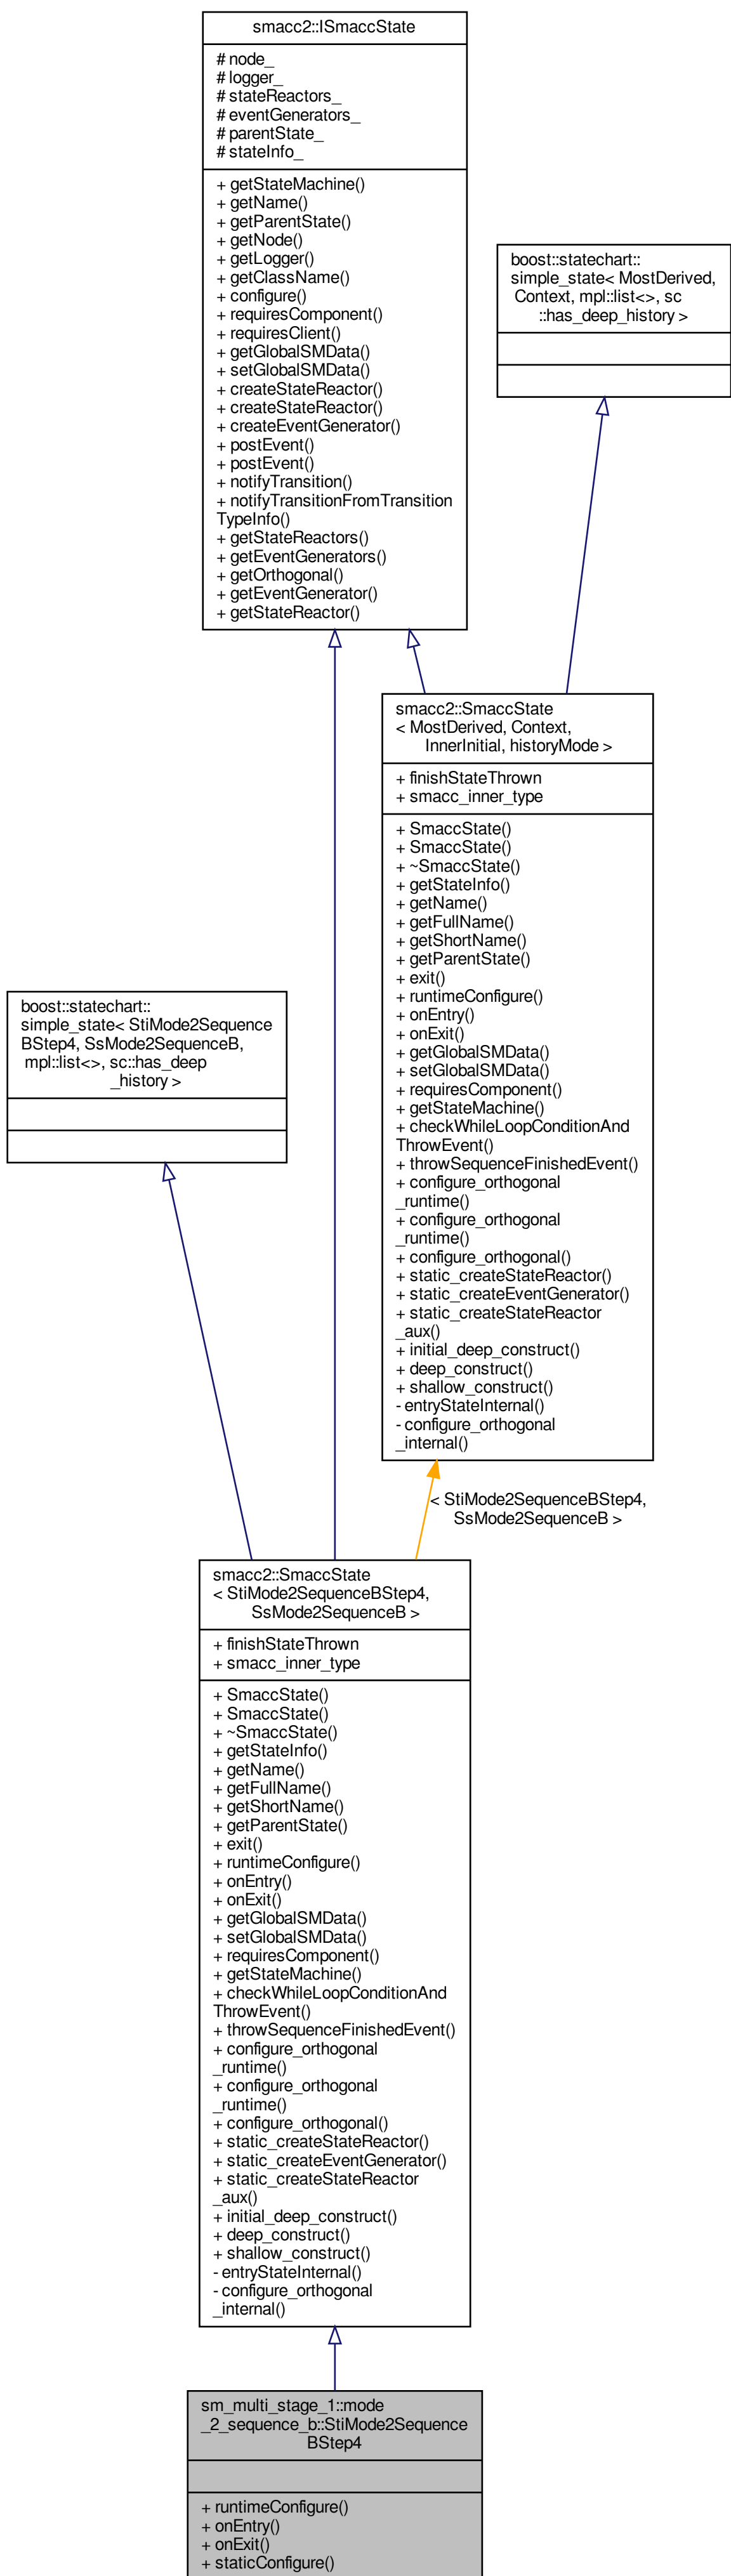 smacc2::ISmaccState
# node_
# logger_
# stateReactors_
# eventGenerators_
# parentState_
# stateInfo_
+ getStateMachine()
+ getName()
+ getParentState()
+ getNode()
+ getLogger()
+ getClassName()
+ configure()
+ requiresComponent()
+ requiresClient()
+ getGlobalSMData()
+ setGlobalSMData()
+ createStateReactor()
+ createStateReactor()
+ createEventGenerator()
+ postEvent()
+ postEvent()
+ notifyTransition()
+ notifyTransitionFromTransition
TypeInfo()
+ getStateReactors()
+ getEventGenerators()
+ getOrthogonal()
+ getEventGenerator()
+ getStateReactor()
boost::statechart::
simple_state< MostDerived,
Context, mpl::list<>, sc
::has_deep_history >
smacc2::SmaccState
< MostDerived, Context,
InnerInitial, historyMode >
+ finishStateThrown
+ smacc_inner_type
+ SmaccState()
+ SmaccState()
+ ~SmaccState()
+ getStateInfo()
+ getName()
+ getFullName()
+ getShortName()
+ getParentState()
+ exit()
+ runtimeConfigure()
+ onEntry()
+ onExit()
+ getGlobalSMData()
+ setGlobalSMData()
+ requiresComponent()
+ getStateMachine()
+ checkWhileLoopConditionAnd
ThrowEvent()
+ throwSequenceFinishedEvent()
+ configure_orthogonal
_runtime()
+ configure_orthogonal
_runtime()
+ configure_orthogonal()
+ static_createStateReactor()
+ static_createEventGenerator()
+ static_createStateReactor
_aux()
+ initial_deep_construct()
+ deep_construct()
+ shallow_construct()
- entryStateInternal()
- configure_orthogonal
_internal()
boost::statechart::
simple_state< StiMode2Sequence
BStep4, SsMode2SequenceB,
mpl::list<>, sc::has_deep
_history >
< StiMode2SequenceBStep4,
SsMode2SequenceB >
smacc2::SmaccState
< StiMode2SequenceBStep4,
SsMode2SequenceB >
+ finishStateThrown
+ smacc_inner_type
+ SmaccState()
+ SmaccState()
+ ~SmaccState()
+ getStateInfo()
+ getName()
+ getFullName()
+ getShortName()
+ getParentState()
+ exit()
+ runtimeConfigure()
+ onEntry()
+ onExit()
+ getGlobalSMData()
+ setGlobalSMData()
+ requiresComponent()
+ getStateMachine()
+ checkWhileLoopConditionAnd
ThrowEvent()
+ throwSequenceFinishedEvent()
+ configure_orthogonal
_runtime()
+ configure_orthogonal
_runtime()
+ configure_orthogonal()
+ static_createStateReactor()
+ static_createEventGenerator()
+ static_createStateReactor
_aux()
+ initial_deep_construct()
+ deep_construct()
+ shallow_construct()
- entryStateInternal()
- configure_orthogonal
_internal()
sm_multi_stage_1::mode
_2_sequence_b::StiMode2Sequence
BStep4
+ runtimeConfigure()
+ onEntry()
+ onExit()
+ staticConfigure()